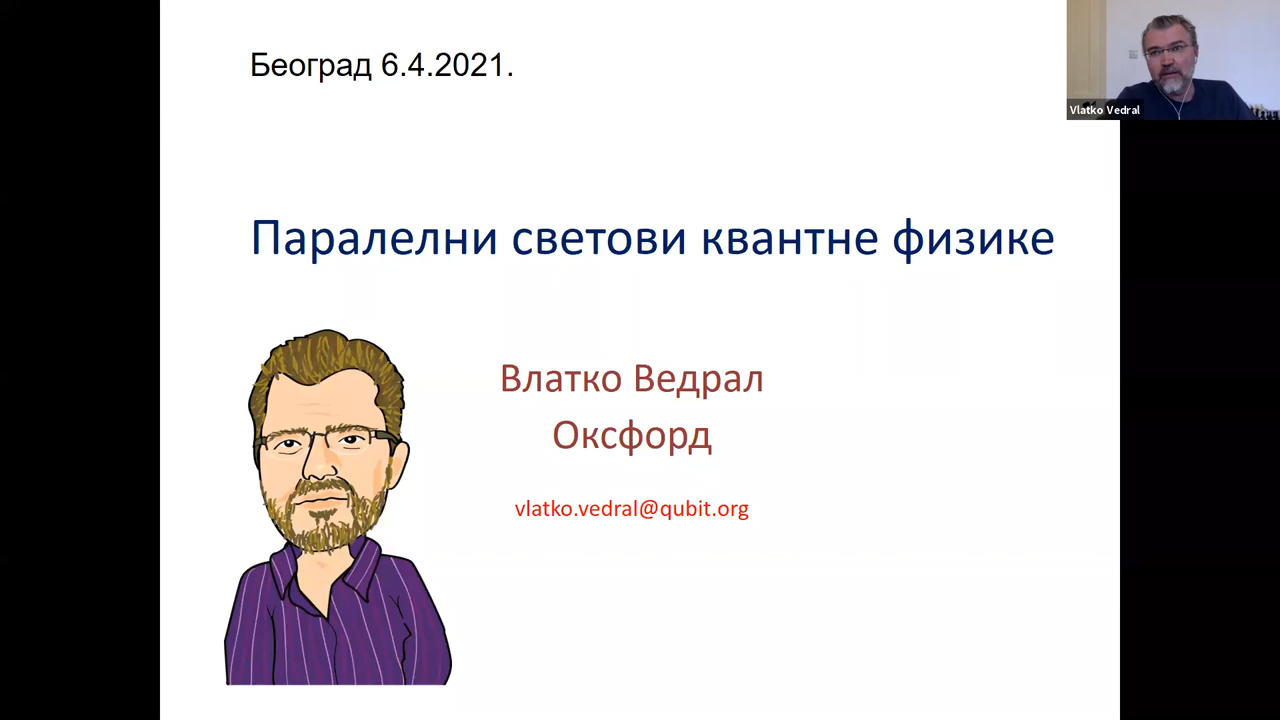 Београд 6.4.2021.
Vlatko Vedral
Паралелни светови квантне физике
Влатко Ведрал
Оксфорд
vlatko.vedral@qubit.org